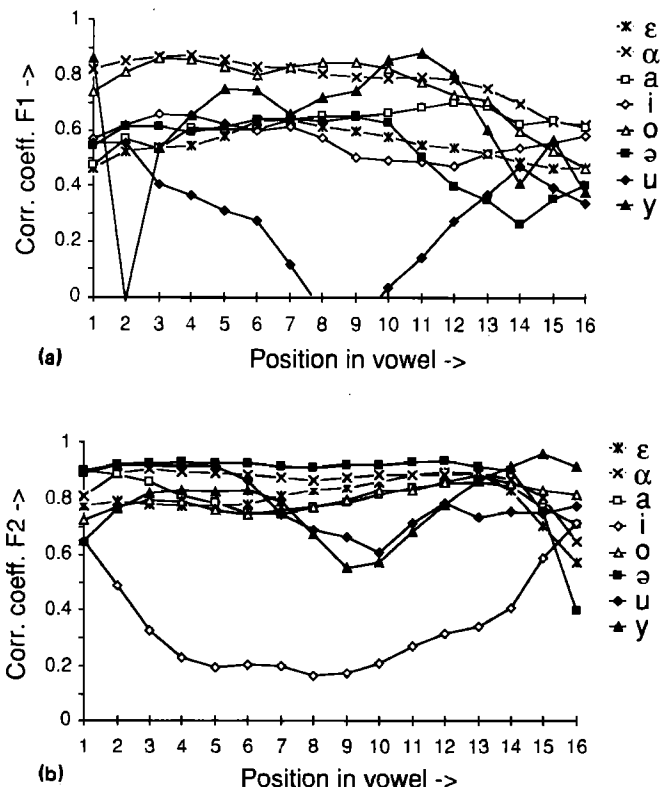 Corr. coeff. F1 ->
1
0.8
0.6
0.4
0.2
0
1 2 3 4 5 6 7 8 9 10 11 12 13 14 15 16
Position in vowel ->
(a)
ε
α
a
i
o
ə
u
y
Corr. coeff. F2 ->
1
0.8
0.6
0.4
0.2
0
1 2 3 4 5 6 7 8 9 10 11 12 13 14 15 16
Position in vowel ->
(b)
ε
α
a
i
o
ə
u
y